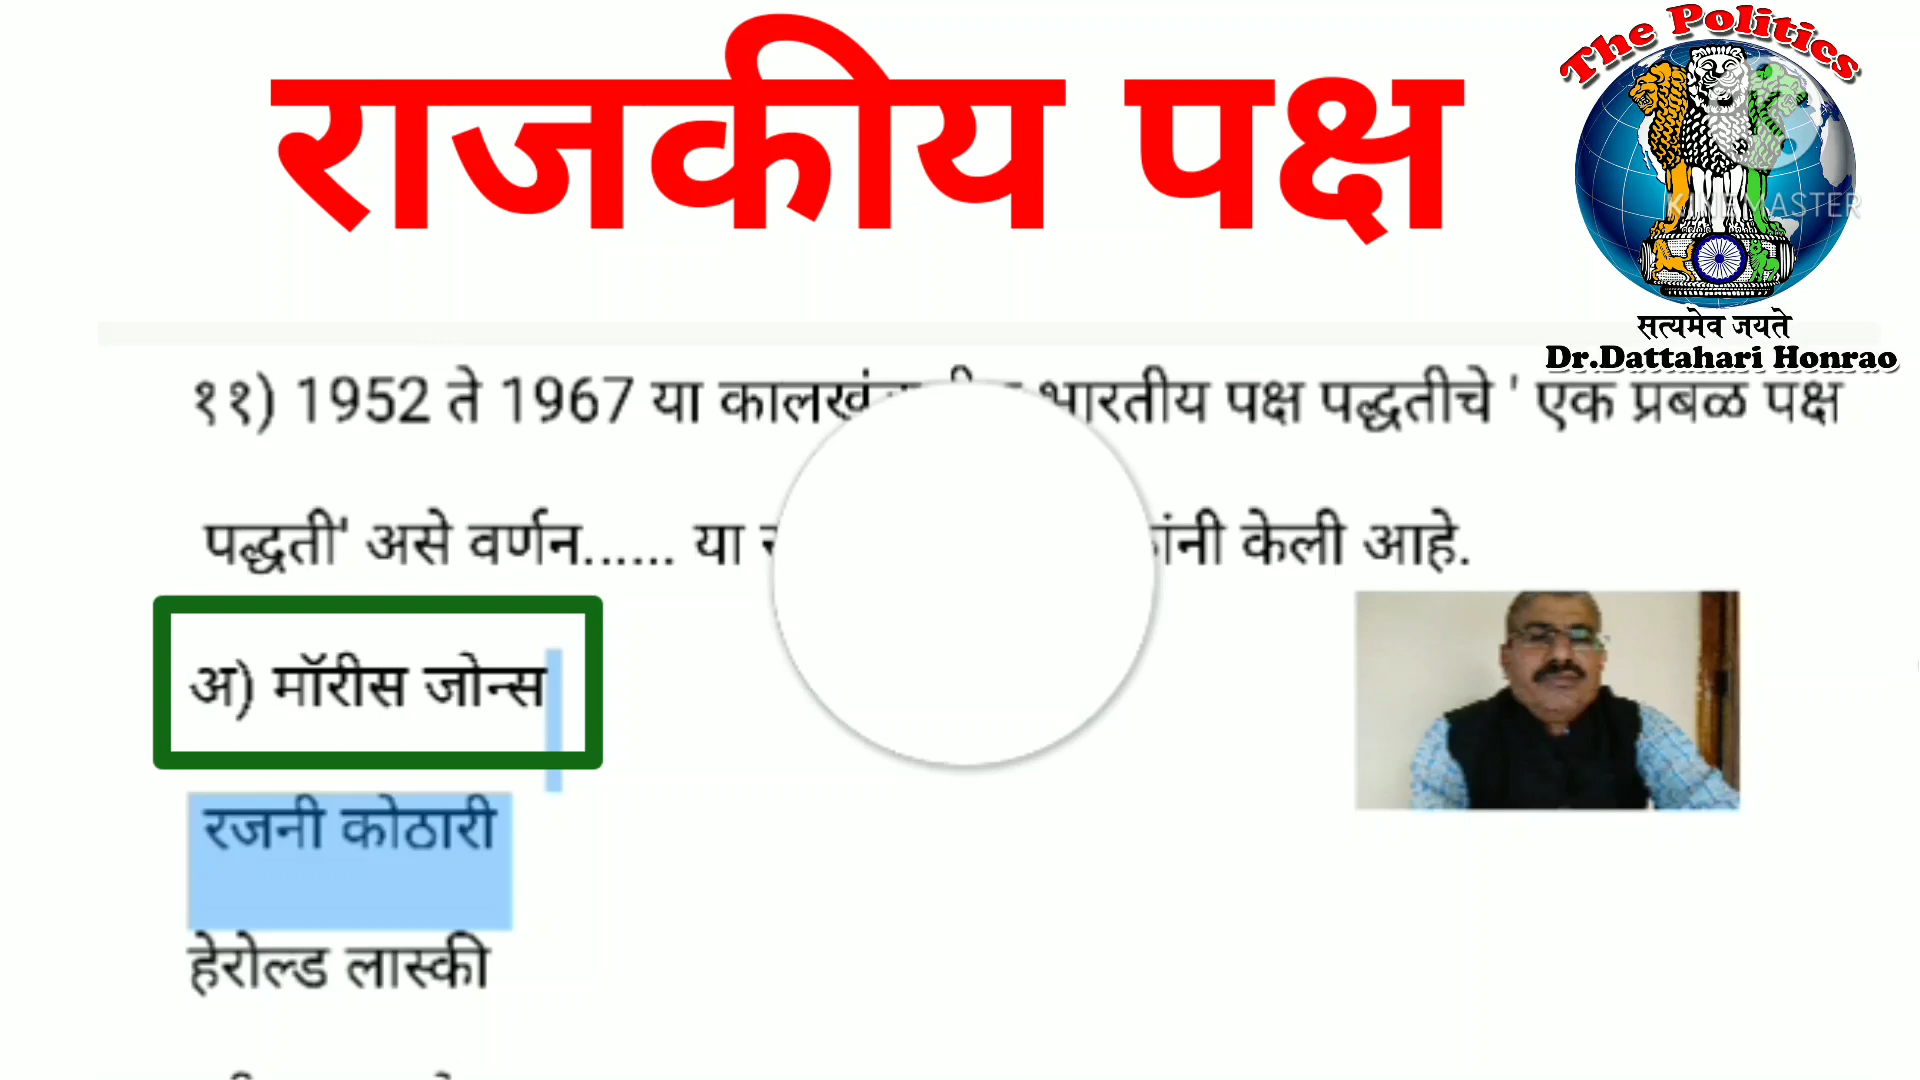 राजकीय पक्ष
The Politics
KINEMASTER
सत्यमेव जयते
Dr.Dattahari Honrao
११) 1952 ते 1967 या भारतीय पक्ष पद्धतीचे ' एक प्रबळ पक्ष
पद्धती' असे वर्णन...... या केली आहे.
अ) मॉरीस जोन्स
रजनी कोठारी
हेरोल्ड लास्की